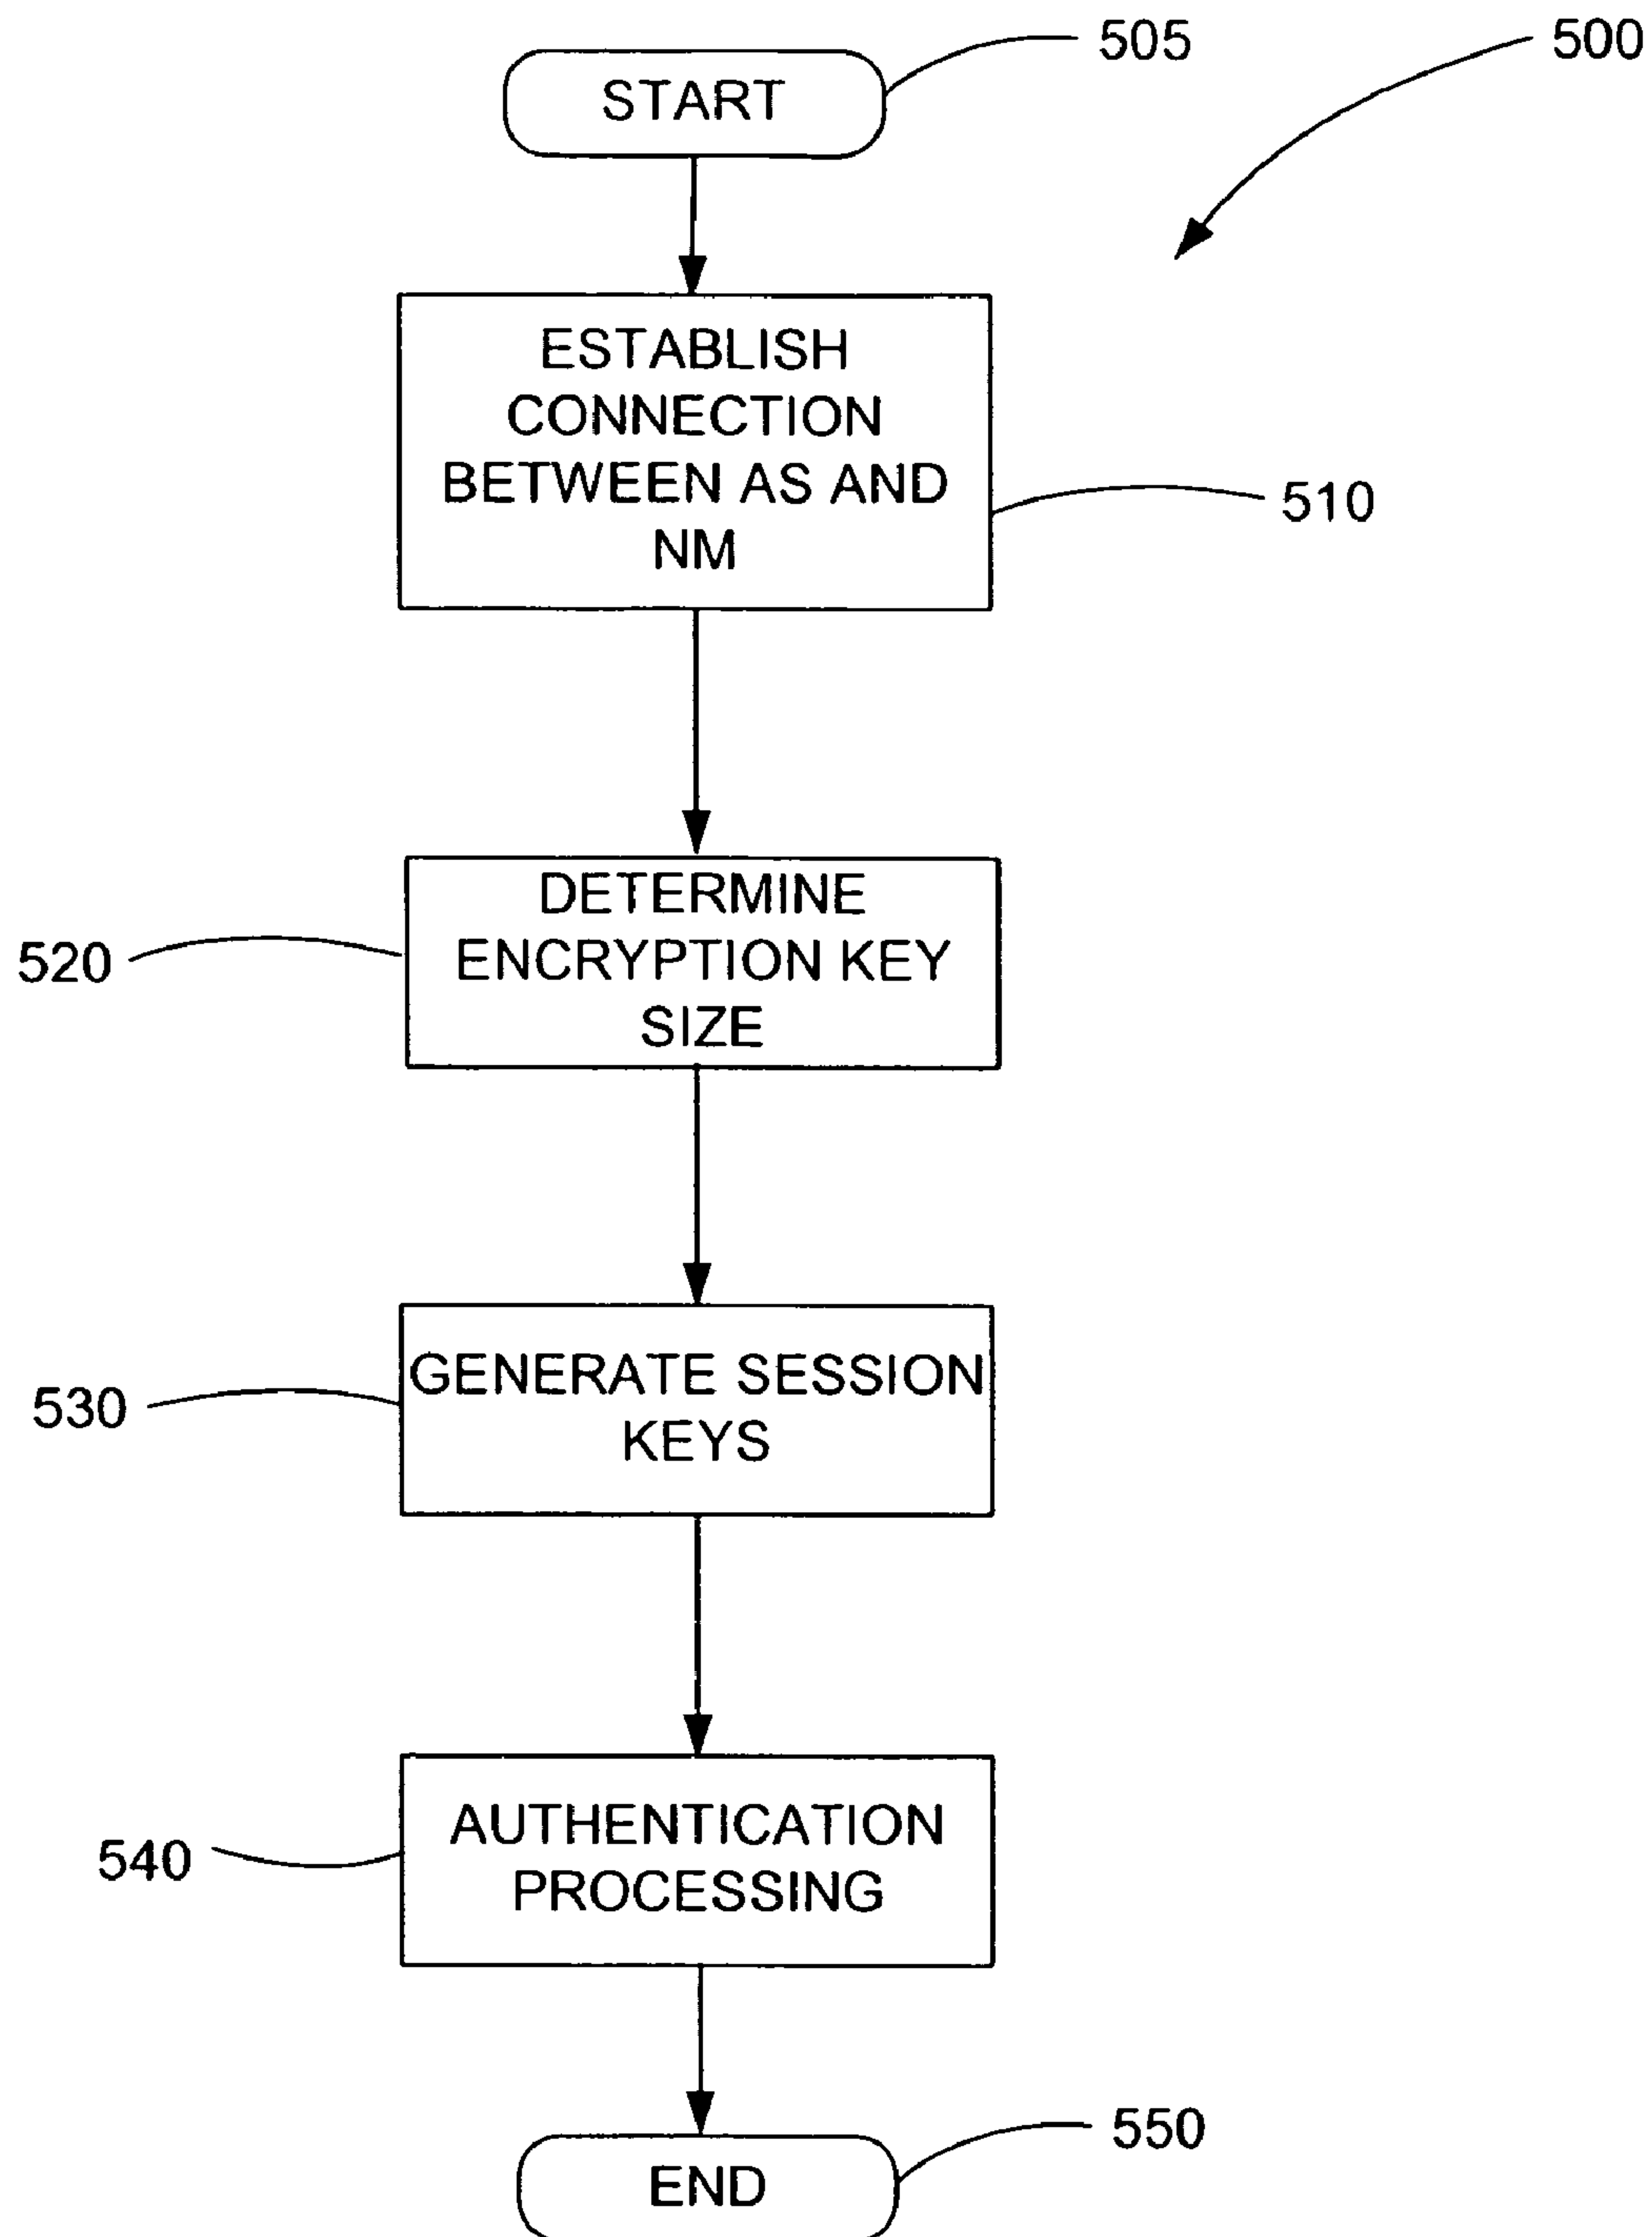 505
500
START
ESTABLISH
CONNECTION
BETWEEN AS AND
NM
510
DETERMINE
ENCRYPTION KEY
SIZE
520
GENERATE SESSION
KEYS
530
AUTHENTICATION
PROCESSING
540
550
END